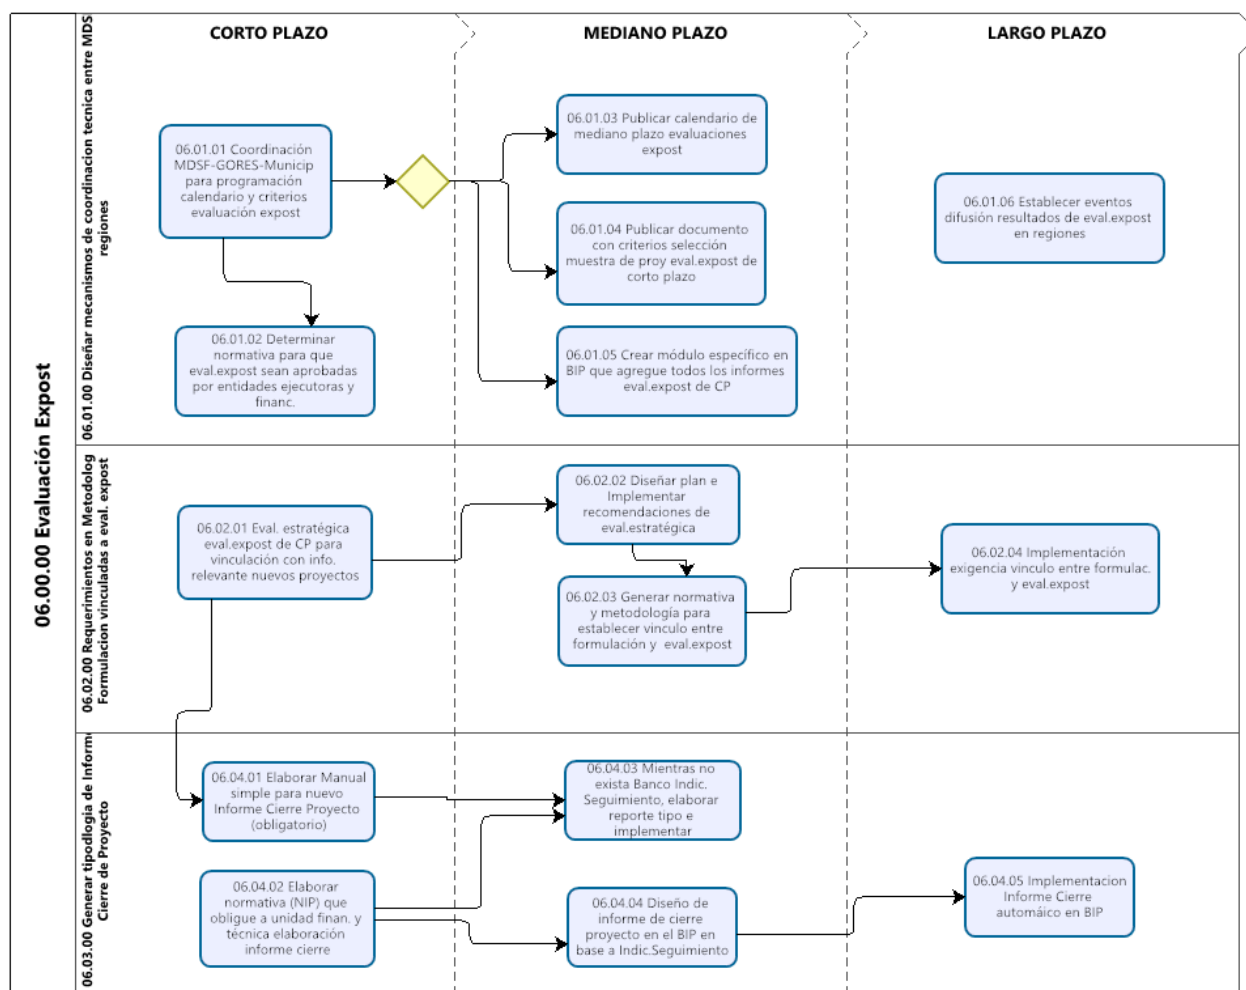 CORTO PLAZO
MEDIANO PLAZO
LARGO PLAZO
06.00.00 Evaluación Expost
06.01.00 Diseñar mecanismos de coordinacion tecnica entre MDS
regiones
06.01.01 Coordinación
MDSF-GORES-Municip
para programación
calendario y criterios
evaluación expost
06.01.02 Determinar
normativa para que
eval.expost sean aprobadas
por entidades ejecutoras y
financ.
06.01.03 Publicar calendario de
mediano plazo evaluaciones
expost
06.01.04 Publicar documento
con criterios selección
muestra de proy eval.expost de
corto plazo
06.01.05 Crear módulo específico en
BIP que agregue todos los informes
eval.expost de CP
06.01.06 Establecer eventos
difusión resultados de eval.expost
en regiones
06.02.00 Requerimientos en Metodolog
Formulacion vinculadas a eval. expost
06.02.01 Eval. estratégica
eval.expost de CP para
vinculación con info.
relevante nuevos proyectos
06.02.02 Diseñar plan e
Implementar
recomendaciones de
eval.estratégica
06.02.03 Generar normativa
y metodología para
establecer vinculo entre
formulación y eval.expost
06.02.04 Implementación
exigencia vinculo entre formulac.
y eval.expost
06.03.00 Generar tipodlogia de Inform
Cierre de Proyecto
06.04.01 Elaborar Manual
simple para nuevo
Informe Cierre Proyecto
(obligatorio)
06.04.02 Elaborar
normativa (NIP) que
obligue a unidad finan. y
técnica elaboración
informe cierre
06.04.03 Mientras no
exista Banco Indic.
Seguimiento, elaborar
reporte tipo e
implementar
06.04.04 Diseño de
informe de cierre
proyecto en el BIP en
base a Indic.Seguimiento
06.04.05 Implementacion
Informe Cierre
automáico en BIP